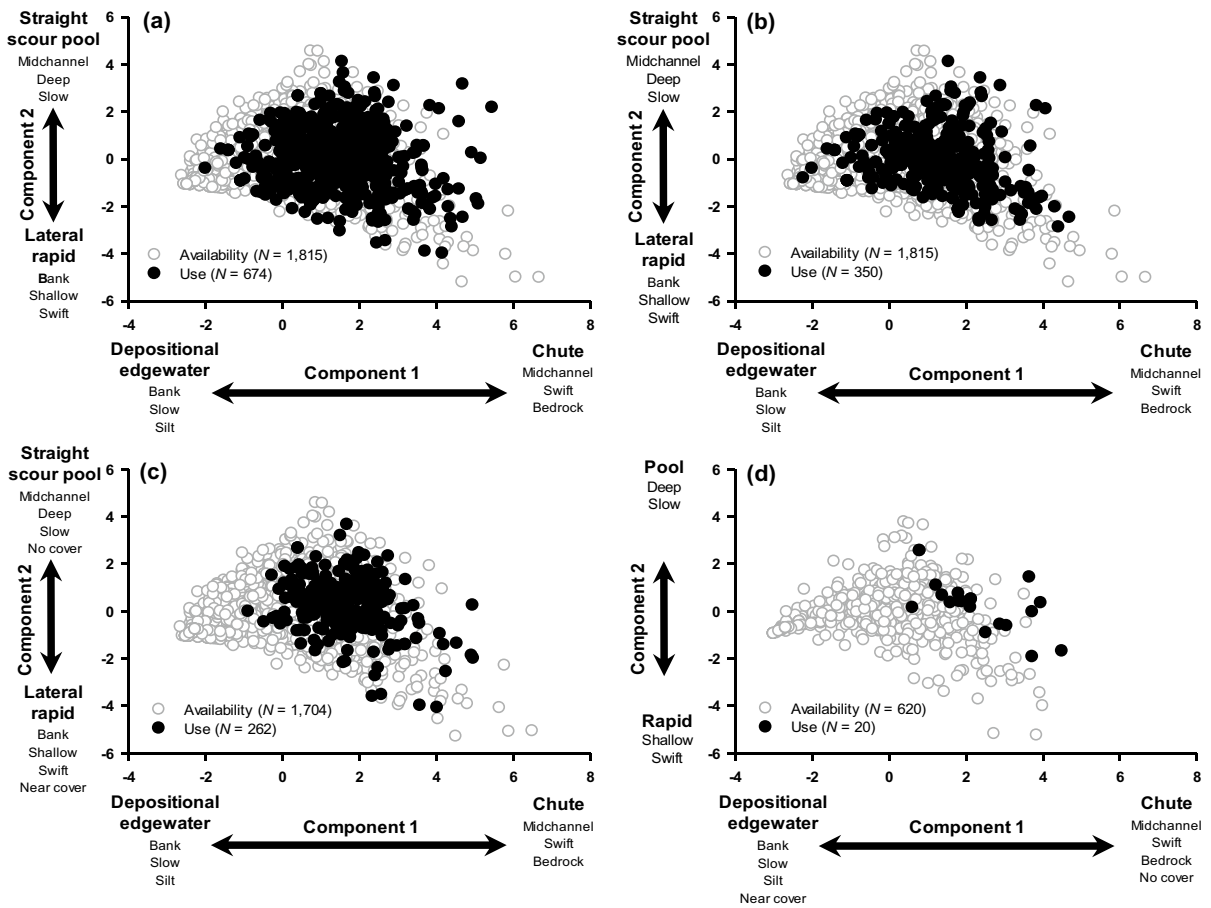 Straight
scour pool
Midchannel
Deep
Slow
Component 2
Lateral
rapid
Bank
Shallow
Swift
6
4
2
0
-2
-4
-6
(a)
Availability (N = 1,815)
Use (N = 674)
-4 -2 0 2 4 6 8
Depositional
edgewater
Bank
Slow
Silt
Component 1
Chute
Midchannel
Swift
Bedrock
Straight
scour pool
Midchannel
Deep
Slow
Component 2
Lateral
rapid
Bank
Shallow
Swift
6
4
2
0
-2
-4
-6
(b)
Availability (N = 1,815)
Use (N = 350)
-4 -2 0 2 4 6 8
Depositional
edgewater
Bank
Slow
Silt
Component 1
Chute
Midchannel
Swift
Bedrock
Straight
scour pool
Midchannel
Deep
Slow
No cover
Component 2
Lateral
rapid
Bank
Shallow
Swift
Near cover
6
4
2
0
-2
-4
-6
(c)
Availability (N = 1,704)
Use (N = 262)
-4 -2 0 2 4 6 8
Depositional
edgewater
Bank
Slow
Silt
Component 1
Chute
Midchannel
Swift
Bedrock
Pool
Deep
Slow
Component 2
Rapid
Shallow
Swift
6
4
2
0
-2
-4
-6
(d)
Availability (N = 620)
Use (N = 20)
-4 -2 0 2 4 6 8
Depositional
edgewater
Bank
Slow
Silt
Near cover
Component 1
Chute
Midchannel
Swift
Bedrock
No cover